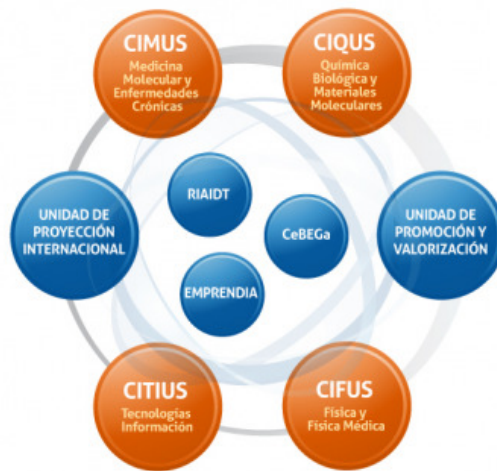 CIMUS
Medicina
Molecular y
Enfermedades
Crónicas
CIQUS
Química
Biológica y
Materiales
Moleculares
RIAIDT
UNIDAD DE
PROYECCIÓN
INTERNACIONAL
CeBEGa
UNIDAD DE
PROMOCIÓN Y
VALORIZACIÓN
EMPRENDIA
CITIUS
Tecnologías
Información
CIFUS
Física y
Física Médica